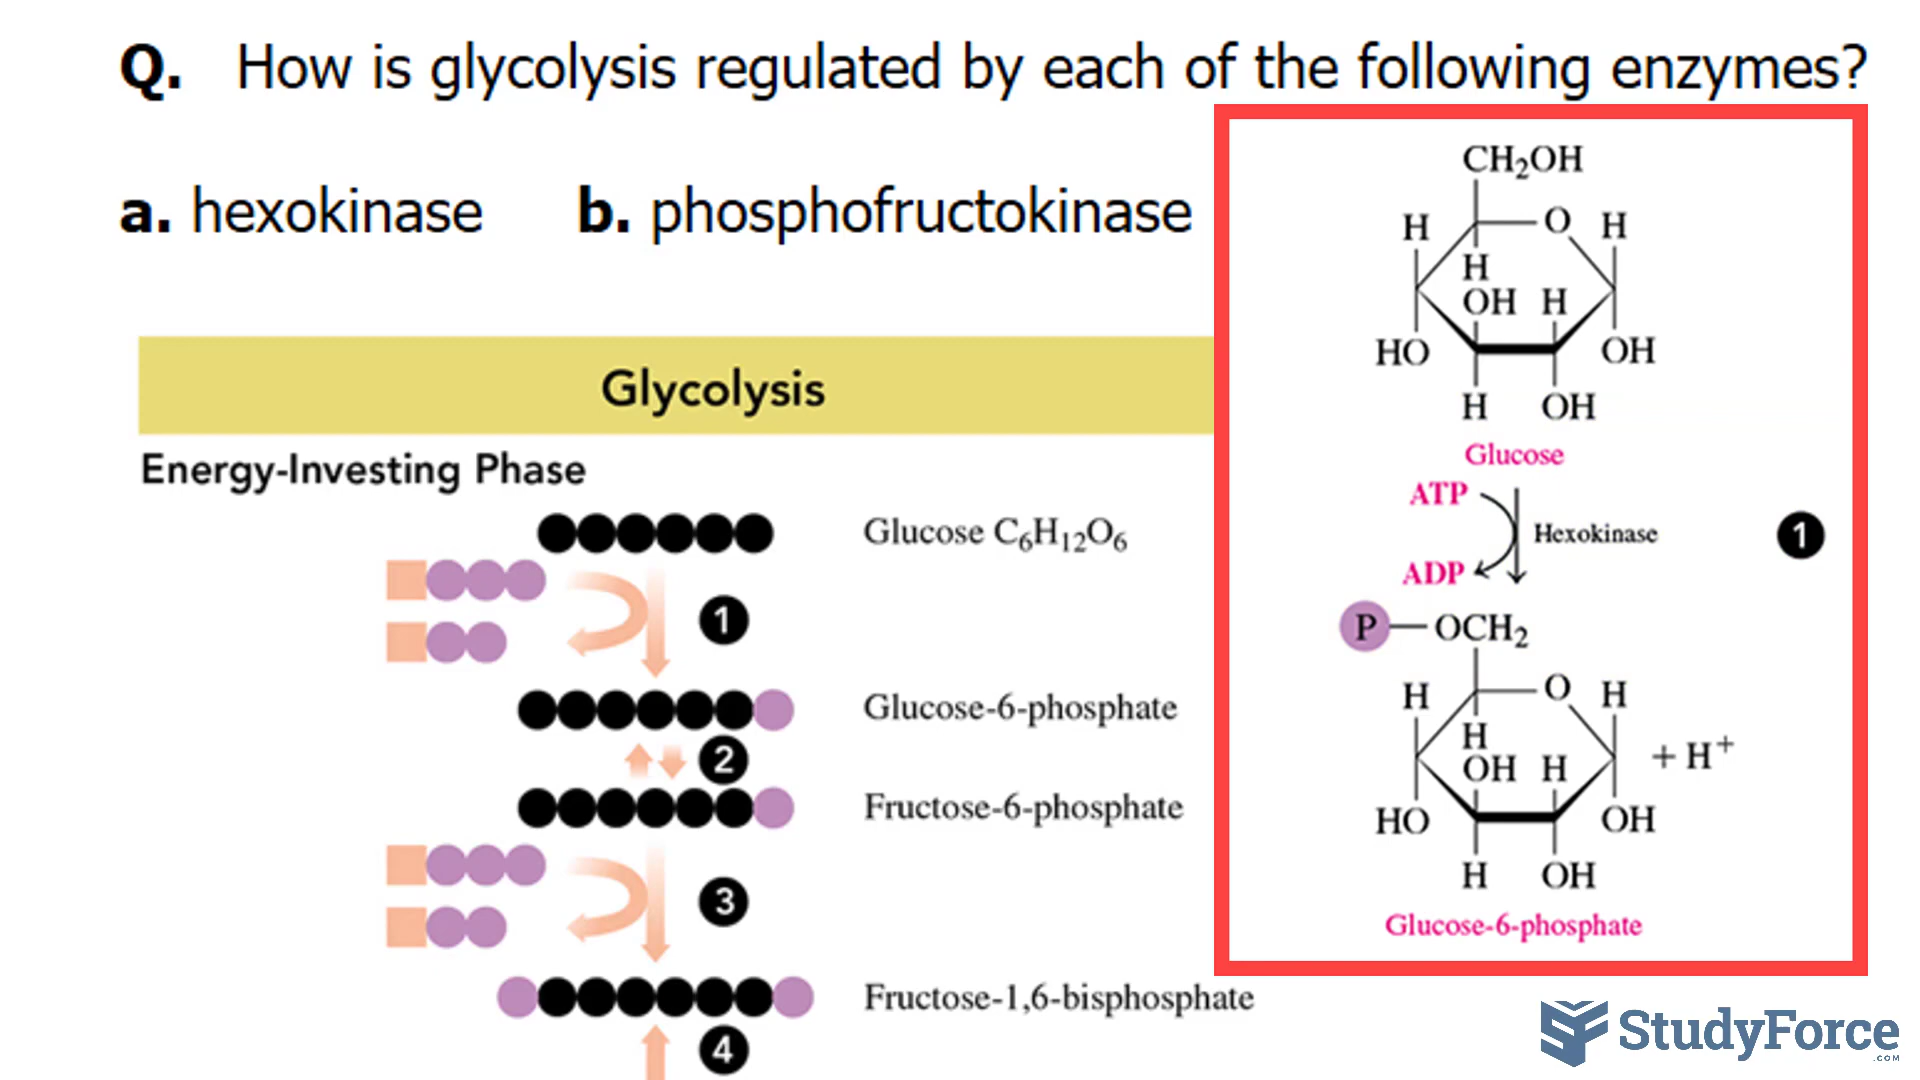 Q. How is glycolysis regulated by each of the following enzymes?
a. hexokinase b. phosphofructokinase
Glycolysis
Energy-Investing Phase
Glucose C₆H₁₂O₆
1
Glucose-6-phosphate
2
Fructose-6-phosphate
3
Fructose-1,6-bisphosphate
4
CH₂OH
H O H
H
OH H
HO OH
H OH
Glucose
ATP
Hexokinase 1
ADP
P OCH₂
H O H
H
+ H⁺
OH H
HO OH
H OH
Glucose-6-phosphate
StudyForce
.COM